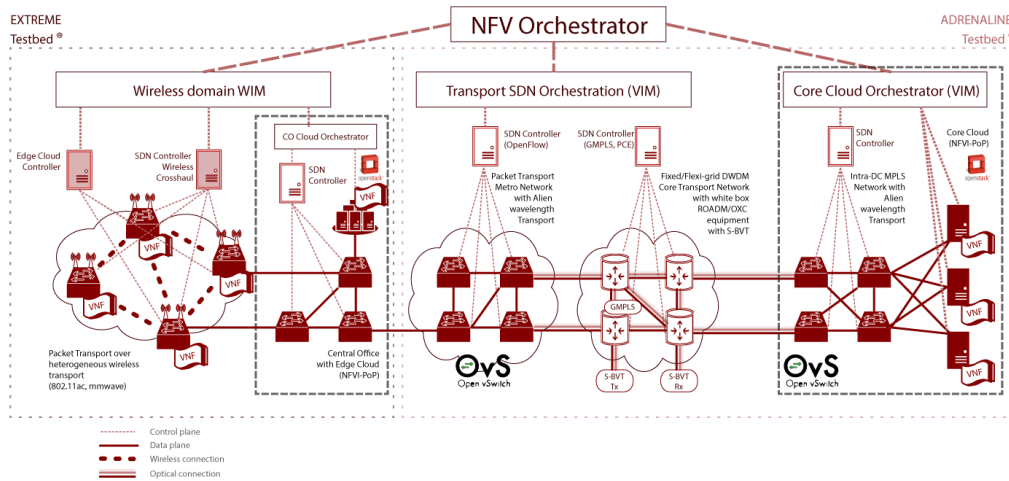 EXTREME
Testbed ®
NFV Orchestrator
ADRENALINE
Testbed
Wireless domain WIM
Transport SDN Orchestration (VIM)
Core Cloud Orchestrator (VIM)
Edge Cloud
Controller
SDN Controller
Wireless
Crosshaul
CO Cloud Orchestrator
SDN
Controller
openstack
VNF
SDN Controller
(OpenFlow)
SDN Controller
(GMPLS, PCE)
Packet Transport
Metro Network
with Alien
wavelength
Transport
Fixed/Flexi-grid DWDM
Core Transport Network
with white box
ROADM/OXC
equipment
with S-BVT
SDN
Controller
Core Cloud
(NFVI-PoP)
openstack
Intra-DC MPLS
Network with
Alien
wavelength
Transport
VNF
VNF
VNF
VNF
VNF
VNF
VNF
GMPLS
Packet Transport over
heterogeneous wireless
transport
(802.11ac, mmwave)
Central Office
with Edge Cloud
(NFVI-PoP)
OvS
Open vSwitch
S-BVT
Tx
S-BVT
Rx
OvS
Open vSwitch
Control plane
Data plane
Wireless connection
Optical connection